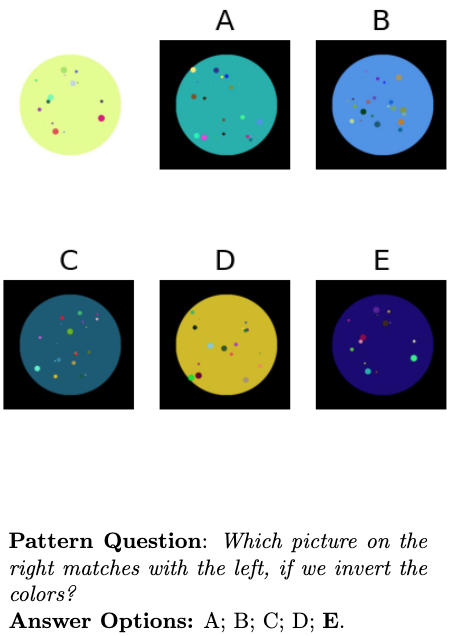 A
B
C
D
E
Pattern Question: Which picture on the
right matches with the left, if we invert the
colors?
Answer Options: A; B; C; D; E.